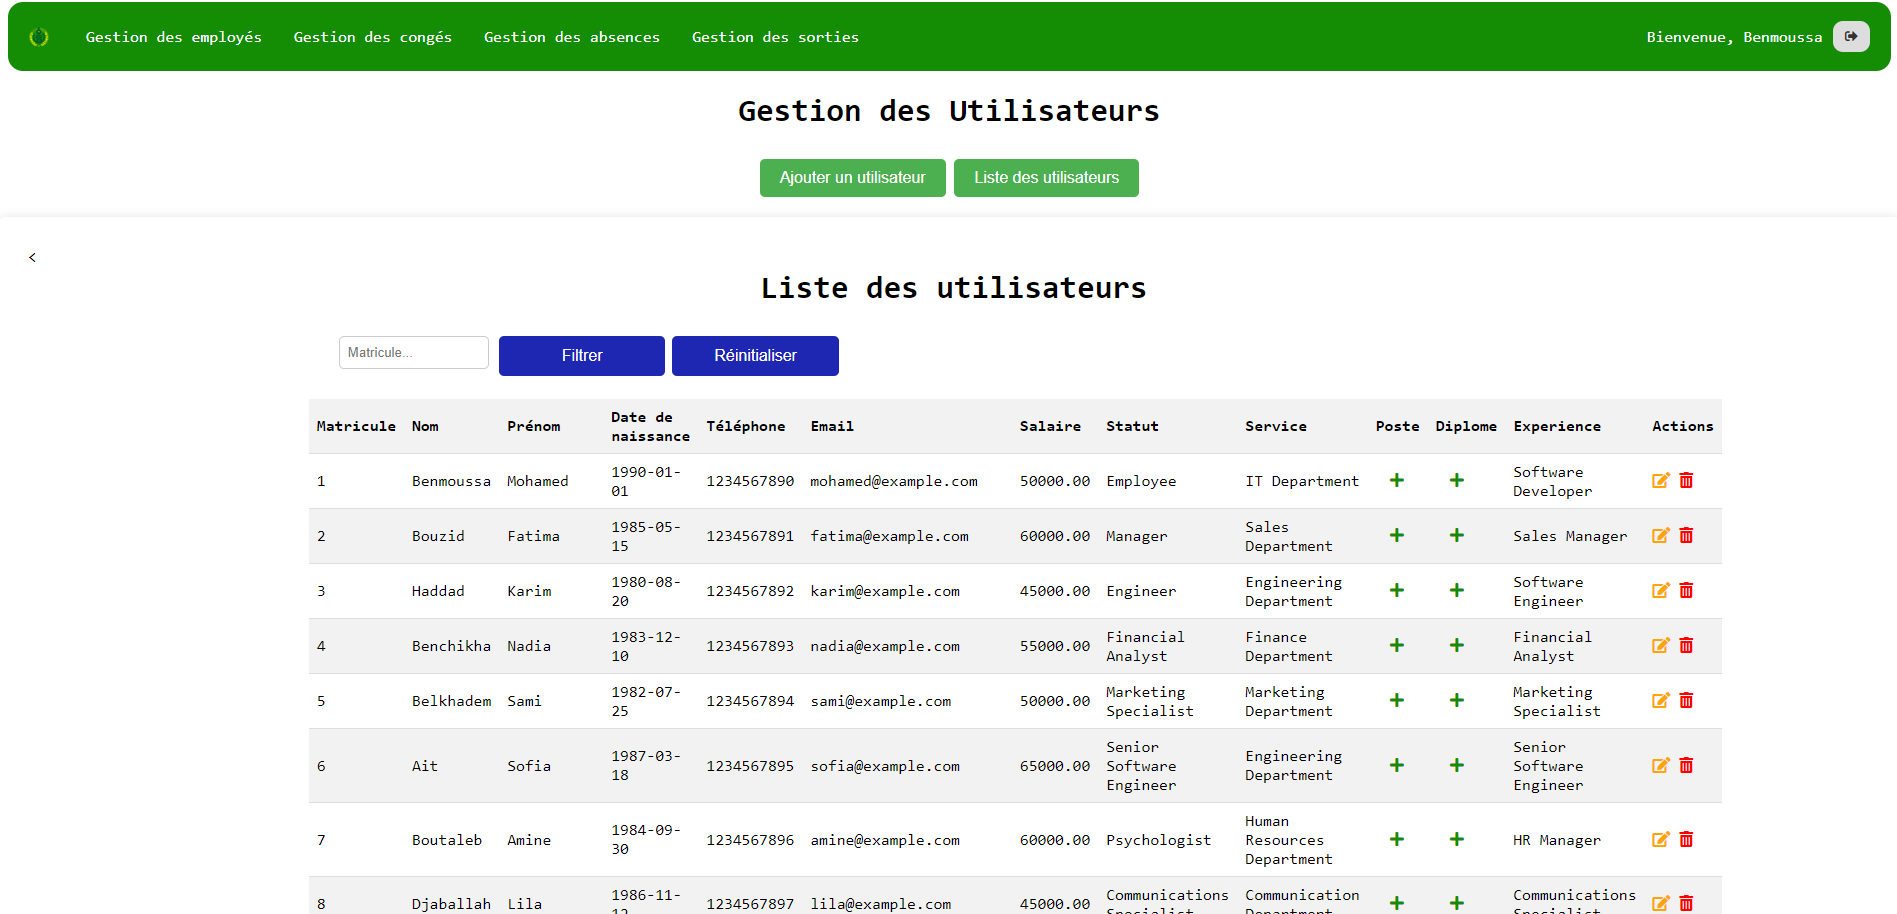 Gestion des employés Gestion des congés Gestion des absences Gestion des sorties Bienvenue, Benmoussa
Gestion des Utilisateurs
Ajouter un utilisateur Liste des utilisateurs
<
Liste des utilisateurs
Matricule... Filtrer Réinitialiser
Matricule Nom Prénom Date de naissance Téléphone Email Salaire Statut Service Poste Diplome Experience Actions
1 Benmoussa Mohamed 1990-01-01 1234567890 mohamed@example.com 50000.00 Employee IT Department + + Software Developer
2 Bouzid Fatima 1985-05-15 1234567891 fatima@example.com 60000.00 Manager Sales Department + + Sales Manager
3 Haddad Karim 1980-08-20 1234567892 karim@example.com 45000.00 Engineer Engineering Department + + Software Engineer
4 Benchikha Nadia 1983-12-10 1234567893 nadia@example.com 55000.00 Financial Analyst Finance Department + + Financial Analyst
5 Belkhadem Sami 1982-07-25 1234567894 sami@example.com 50000.00 Marketing Specialist Marketing Department + + Marketing Specialist
6 Ait Sofia 1987-03-18 1234567895 sofia@example.com 65000.00 Senior Software Engineer Engineering Department + + Senior Software Engineer
7 Boutaleb Amine 1984-09-30 1234567896 amine@example.com 60000.00 Psychologist Human Resources Department + + HR Manager
8 Djaballah Lila 1986-11- 1234567897 lila@example.com 45000.00 Communications Communication + + Communications